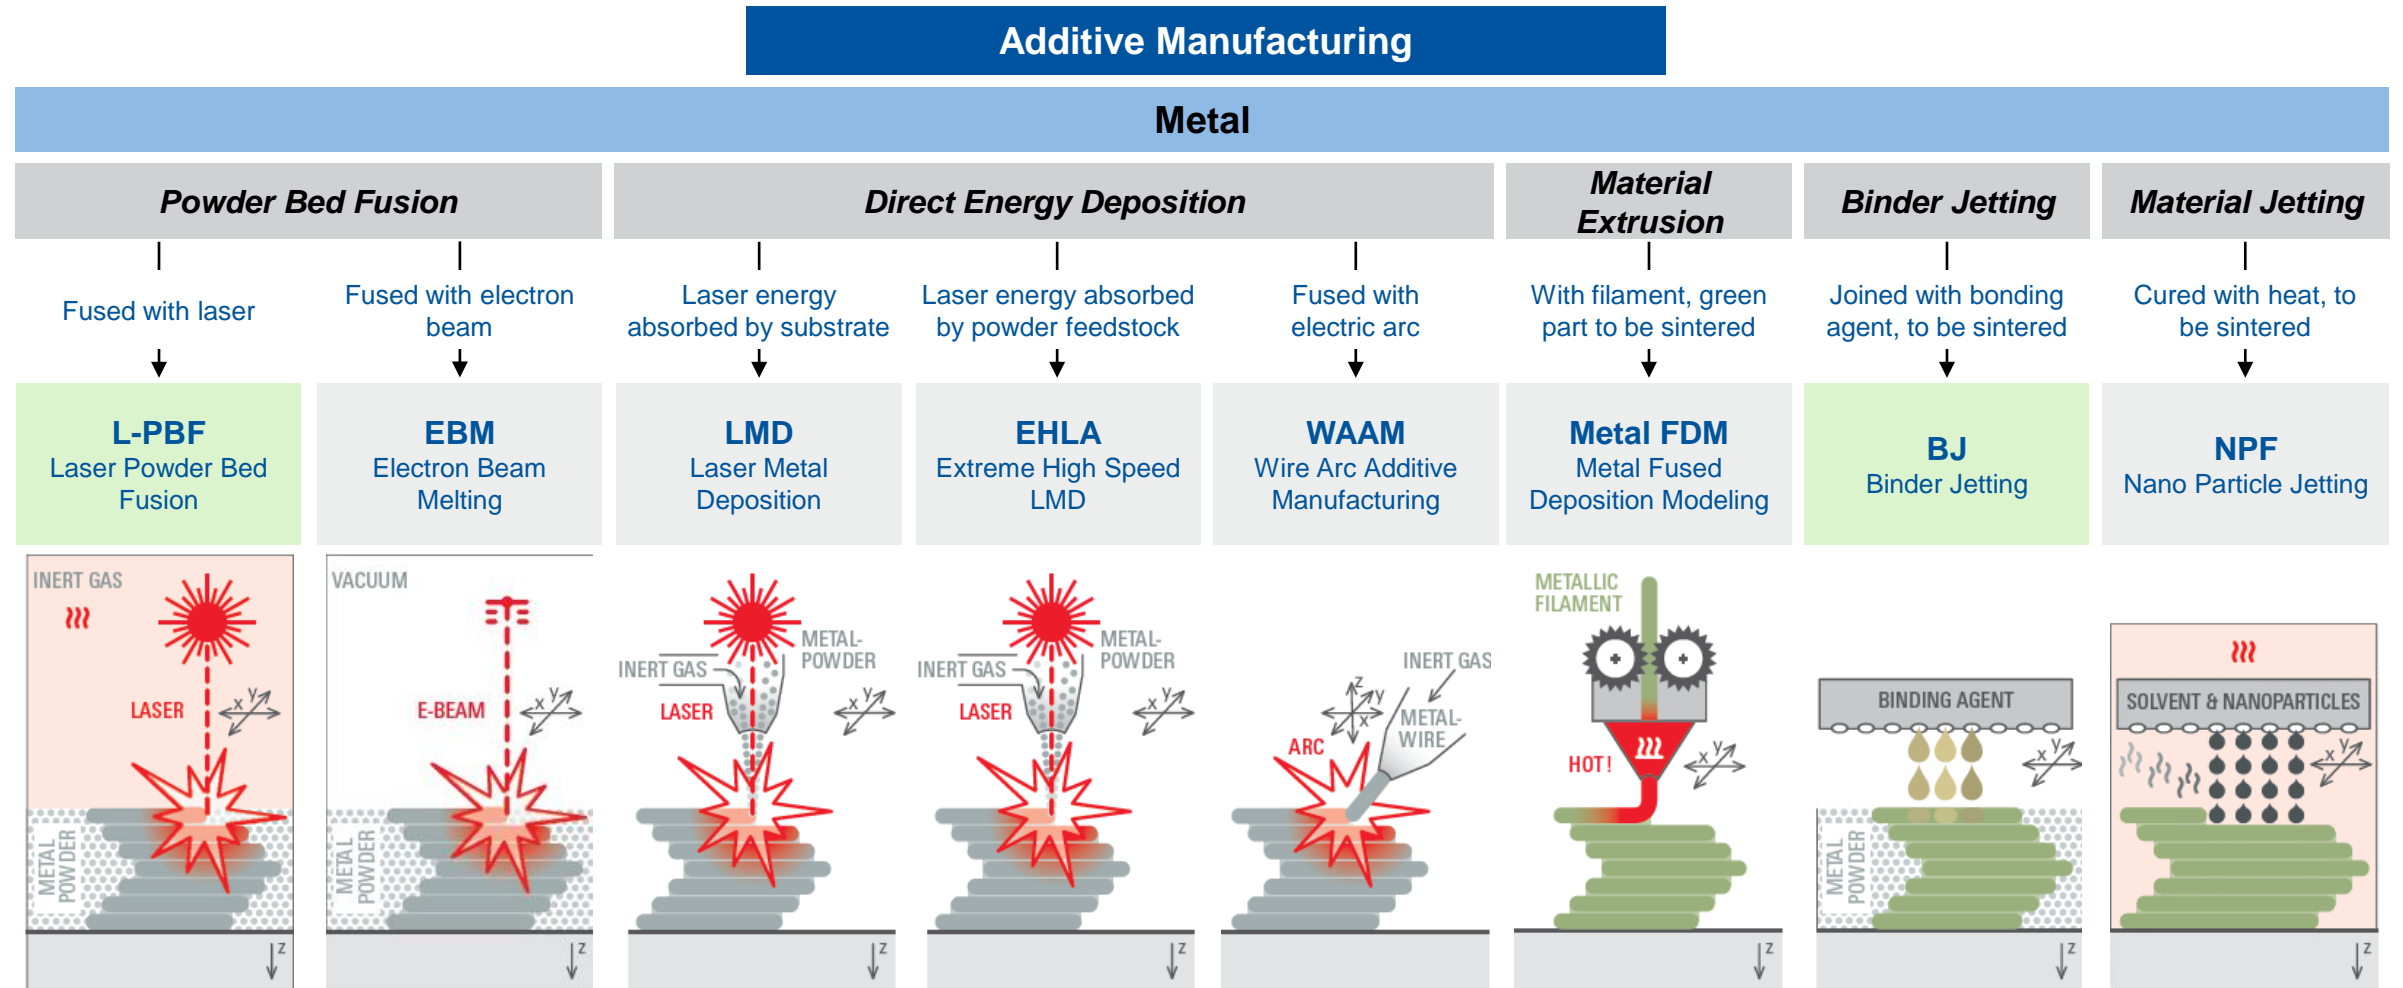 Additive Manufacturing
Metal
Powder Bed Fusion
Direct Energy Deposition
Material
Extrusion
Binder Jetting
Material Jetting
Fused with laser
Fused with electron
beam
Laser energy
absorbed by substrate
Laser energy absorbed
by powder feedstock
Fused with
electric arc
With filament, green
part to be sintered
Joined with bonding
agent, to be sintered
Cured with heat, to
be sintered
L-PBF
Laser Powder Bed
Fusion
EBM
Electron Beam
Melting
LMD
Laser Metal
Deposition
EHLA
Extreme High Speed
LMD
WAAM
Wire Arc Additive
Manufacturing
Metal FDM
Metal Fused
Deposition Modeling
BJ
Binder Jetting
NPF
Nano Particle Jetting
INERT GAS
LASER
x y
METAL
POWDER
z
VACUUM
E-BEAM
x y
METAL
POWDER
z
METAL-
POWDER
INERT GAS
LASER
x y
z
METAL-
POWDER
INERT GAS
LASER
x y
z
INERT GAS
z
y
x
METAL-
WIRE
ARC
METALLIC
FILAMENT
HOT!
x y
z
BINDING AGENT
x y
METAL
POWDER
z
SOLVENT & NANOPARTICLES
x y
z